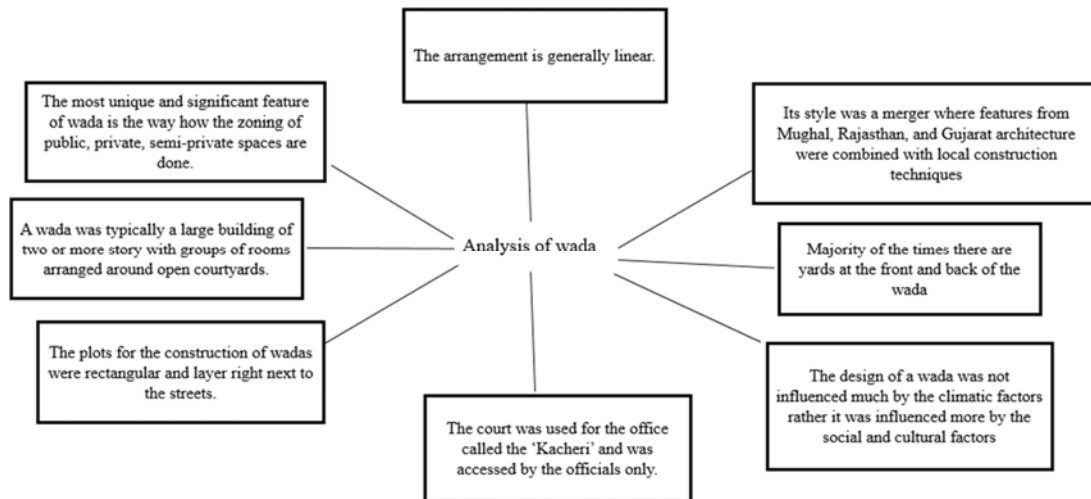 The arrangement is generally linear.
The most unique and significant feature
of wada is the way how the zoning of
public, private, semi-private spaces are
done.
Its style was a merger where features from
Mughal, Rajasthan, and Gujarat architecture
were combined with local construction
techniques
A wada was typically a large building of
two or more story with groups of rooms
arranged around open courtyards.
Analysis of wada
Majority of the times there are
yards at the front and back of the
wada
The plots for the construction of wadas
were rectangular and layer right next to
the streets.
The design of a wada was not
influenced much by the climatic factors
rather it was influenced more by the
social and cultural factors
The court was used for the office
called the ‘Kacheri’ and was
accessed by the officials only.